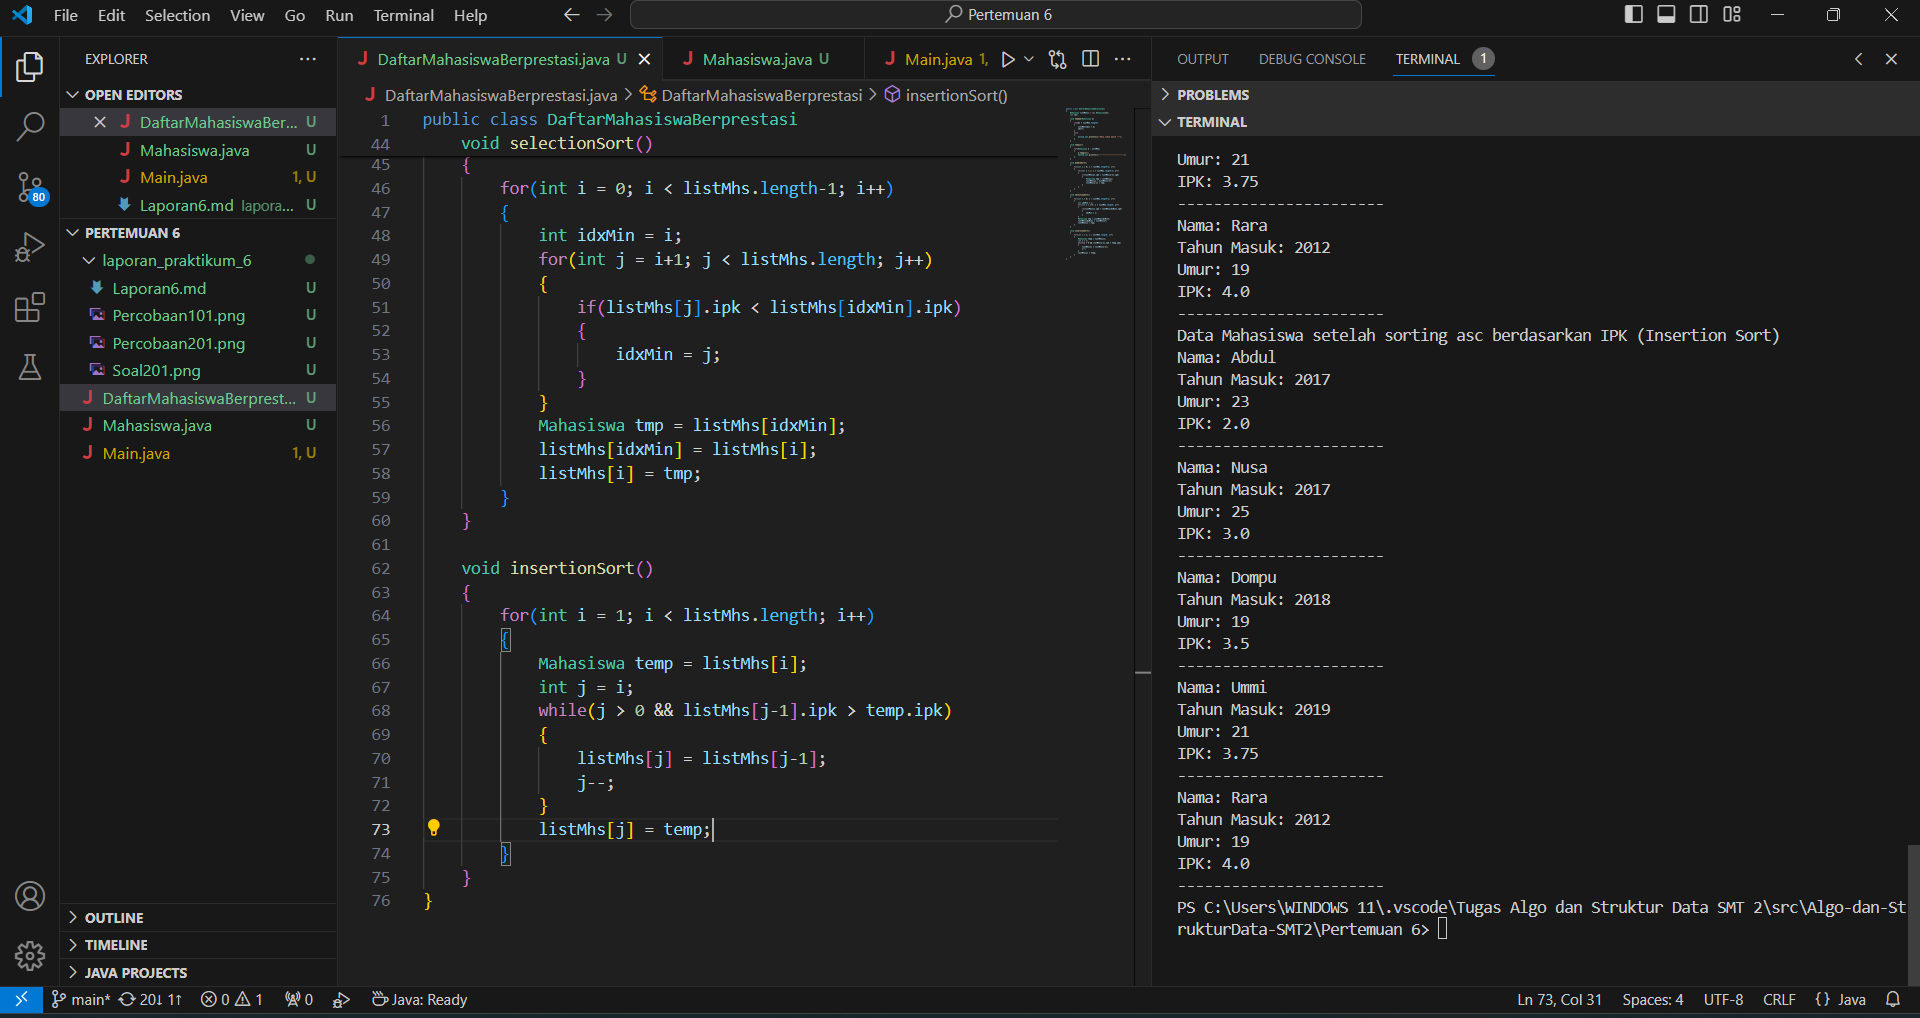 File Edit Selection View Go Run Terminal Help
Pertemuan 6
EXPLORER
OPEN EDITORS
DaftarMahasiswaBer... U
Mahasiswa.java U
Main.java 1, U
Laporan6.md lapora... U
80
PERTEMUAN 6
laporan_praktikum_6
Laporan6.md U
Percobaan101.png U
Percobaan201.png U
Soal201.png U
DaftarMahasiswaBerprest... U
Mahasiswa.java U
Main.java 1, U
OUTLINE
TIMELINE
JAVA PROJECTS
DaftarMahasiswaBerprestasi.java U
Mahasiswa.java U
Main.java 1,
DaftarMahasiswaBerprestasi.java > DaftarMahasiswaBerprestasi > insertionSort()
1 public class DaftarMahasiswaBerprestasi
44 void selectionSort()
45 {
46 for(int i = 0; i < listMhs.length-1; i++)
47 {
48 int idxMin = i;
49 for(int j = i+1; j < listMhs.length; j++)
50 {
51 if(listMhs[j].ipk < listMhs[idxMin].ipk)
52 {
53 idxMin = j;
54 }
55 }
56 Mahasiswa tmp = listMhs[idxMin];
57 listMhs[idxMin] = listMhs[i];
58 listMhs[i] = tmp;
59 }
60 }
61
62 void insertionSort()
63 {
64 for(int i = 1; i < listMhs.length; i++)
65 {
66 Mahasiswa temp = listMhs[i];
67 int j = i;
68 while(j > 0 && listMhs[j-1].ipk > temp.ipk)
69 {
70 listMhs[j] = listMhs[j-1];
71 j--;
72 }
73 listMhs[j] = temp;
74 }
75 }
76 }
OUTPUT DEBUG CONSOLE TERMINAL 1
PROBLEMS
TERMINAL
Umur: 21
IPK: 3.75
-----------------------
Nama: Rara
Tahun Masuk: 2012
Umur: 19
IPK: 4.0
-----------------------
Data Mahasiswa setelah sorting asc berdasarkan IPK (Insertion Sort)
Nama: Abdul
Tahun Masuk: 2017
Umur: 23
IPK: 2.0
-----------------------
Nama: Nusa
Tahun Masuk: 2017
Umur: 25
IPK: 3.0
-----------------------
Nama: Dompu
Tahun Masuk: 2018
Umur: 19
IPK: 3.5
-----------------------
Nama: Ummi
Tahun Masuk: 2019
Umur: 21
IPK: 3.75
-----------------------
Nama: Rara
Tahun Masuk: 2012
Umur: 19
IPK: 4.0
-----------------------
PS C:\Users\WINDOWS 11\.vscode\Tugas Algo dan Struktur Data SMT 2\src\Algo-dan-St
rukturData-SMT2\Pertemuan 6>
main* 20↓ 1↑ 0 1 0 Java: Ready
Ln 73, Col 31 Spaces: 4 UTF-8 CRLF {} Java